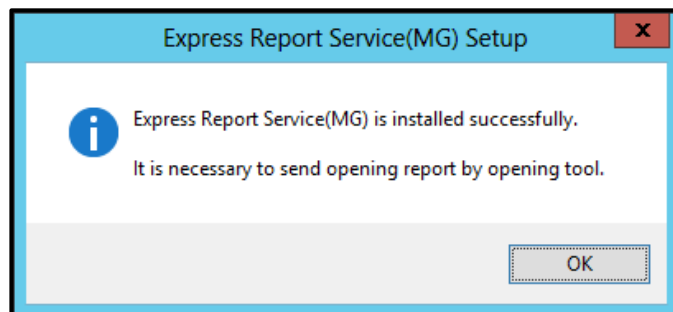 Express Report Service(MG) Setup
x
Express Report Service(MG) is installed successfully.
It is necessary to send opening report by opening tool.
OK